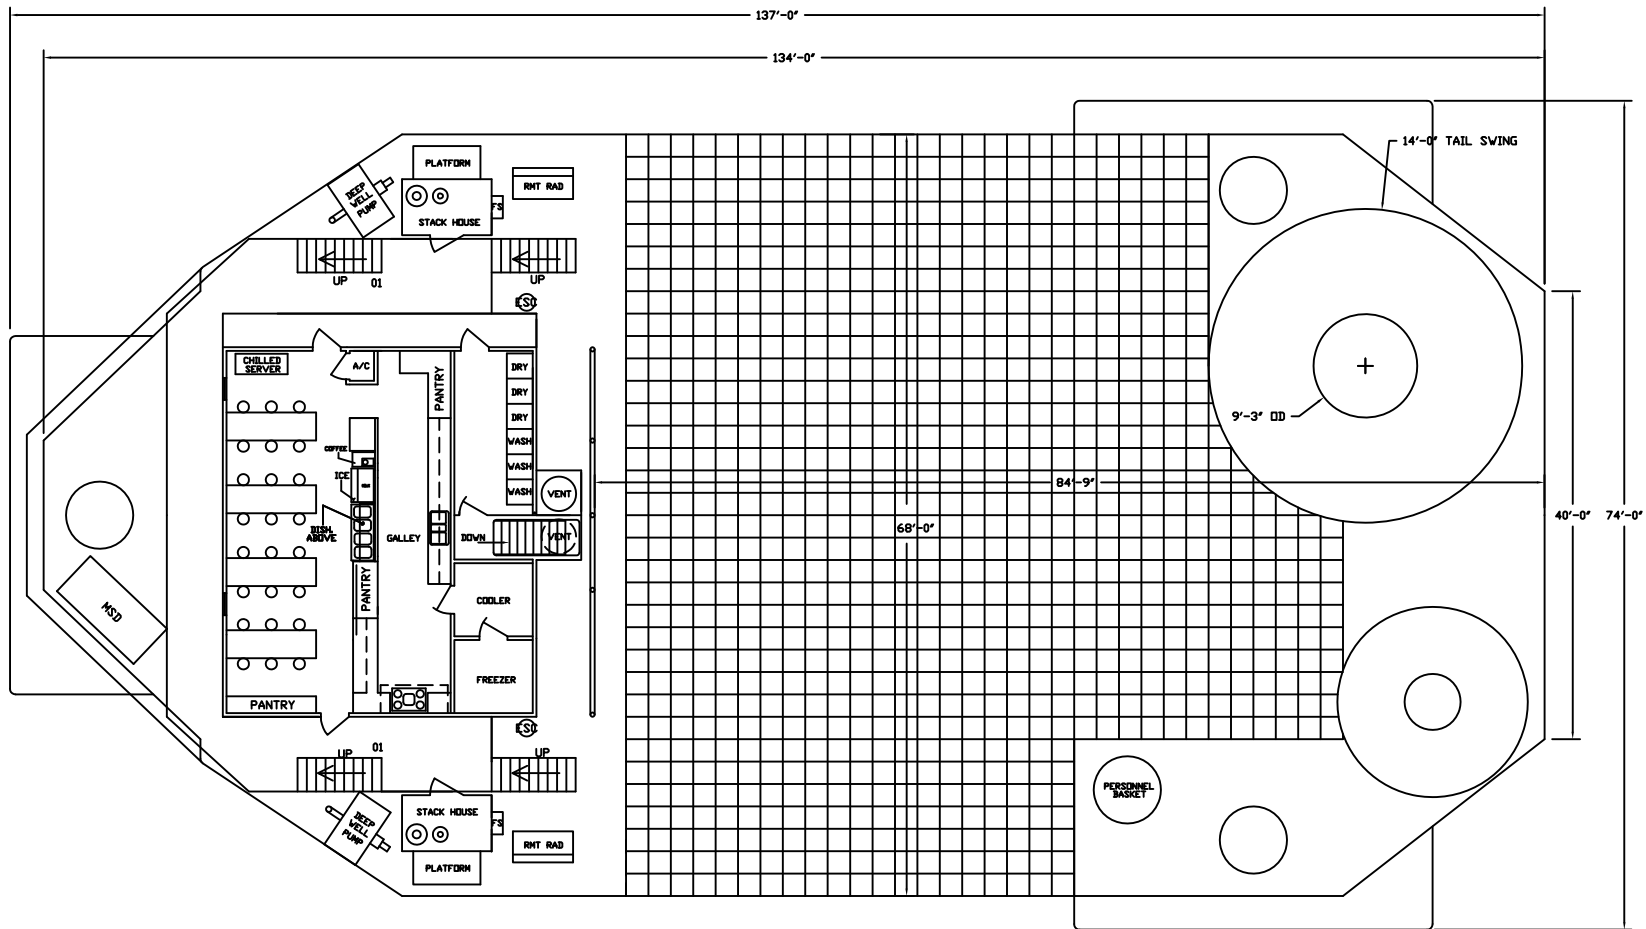 137'-0"
134'-0"
14'-0" TAIL SWING
PLATFORM
RMT RAD
DEEP
WELL
PUMP
FS
STACK HOUSE
UP
01
UP
ESC
CHILLED
SERVER
A/C
PANTRY
DRY
DRY
DRY
WASH
WASH
WASH
COFFEE
ICE
9'-3" OD
84'-9"
VENT
DISH.
ABOVE
GALLEY
DOWN
VENT
68'-0"
40'-0"
74'-0"
PANTRY
COOLER
MSD
FREEZER
PANTRY
ESC
UP
01
UP
PERSONNEL
BASKET
STACK HOUSE
FS
DEEP
WELL
PUMP
RMT RAD
PLATFORM